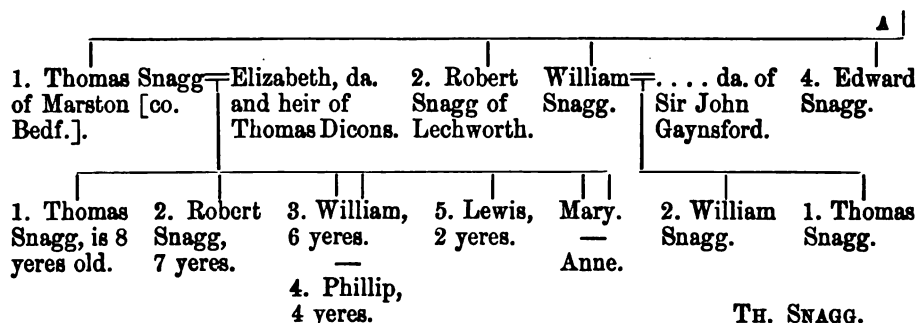 A
1. Thomas Snagg=Elizabeth, da.
of Marston [co.
Bedf.].
and heir of
Thomas Dicons.
2. Robert
Snagg of
Lechworth.
William=.... da. of
Snagg.
Sir John
Gaynsford.
4. Edward
Snagg.
1. Thomas
Snagg, is 8
yeres old.
2. Robert
Snagg,
7 yeres.
3. William,
6 yeres.
—
4. Phillip,
4 yeres.
5. Lewis,
2 yeres.
Mary.
—
Anne.
2. William
Snagg.
1. Thomas
Snagg.
TH. SNAGG.